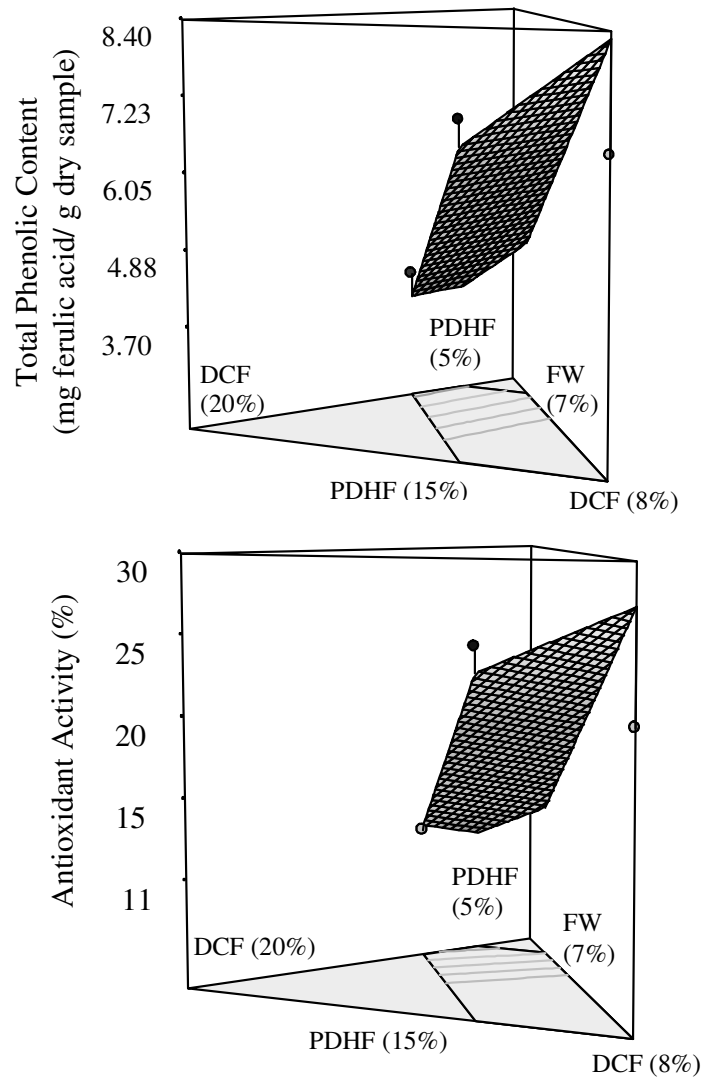 Total Phenolic Content
(mg ferulic acid/ g dry sample)
8.40
7.23
6.05
4.88
3.70
PDHF
(5%)
DCF
(20%)
FW
(7%)
PDHF (15%)
DCF (8%)
Antioxidant Activity (%)
30
25
20
15
11
PDHF
(5%)
FW
(7%)
DCF (20%)
PDHF (15%)
DCF (8%)